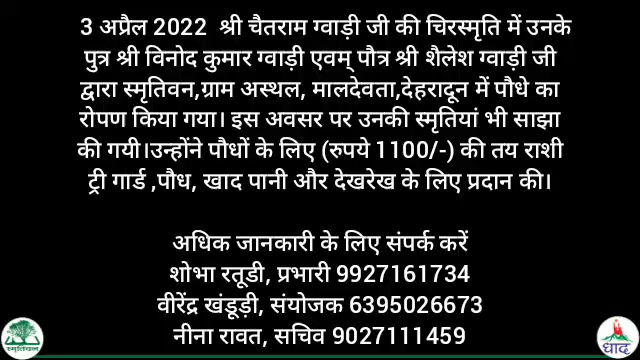 3 अप्रैल 2022 श्री चैतराम ग्वाड़ी जी की चिरस्मृति में उनके
पुत्र श्री विनोद कुमार ग्वाड़ी एवम् पौत्र श्री शैलेश ग्वाड़ी जी
द्वारा स्मृतिवन,ग्राम अस्थल, मालदेवता,देहरादून में पौधे का
रोपण किया गया। इस अवसर पर उनकी स्मृतियां भी साझा
की गयी।उन्होंने पौधों के लिए (रुपये 1100/-) की तय राशी
ट्री गार्ड ,पौध, खाद पानी और देखरेख के लिए प्रदान की।
अधिक जानकारी के लिए संपर्क करें
शोभा रतूडी, प्रभारी 9927161734
वीरेंद्र खंडूड़ी, संयोजक 6395026673
नीना रावत, सचिव 9027111459
स्मृतिवन
धाद